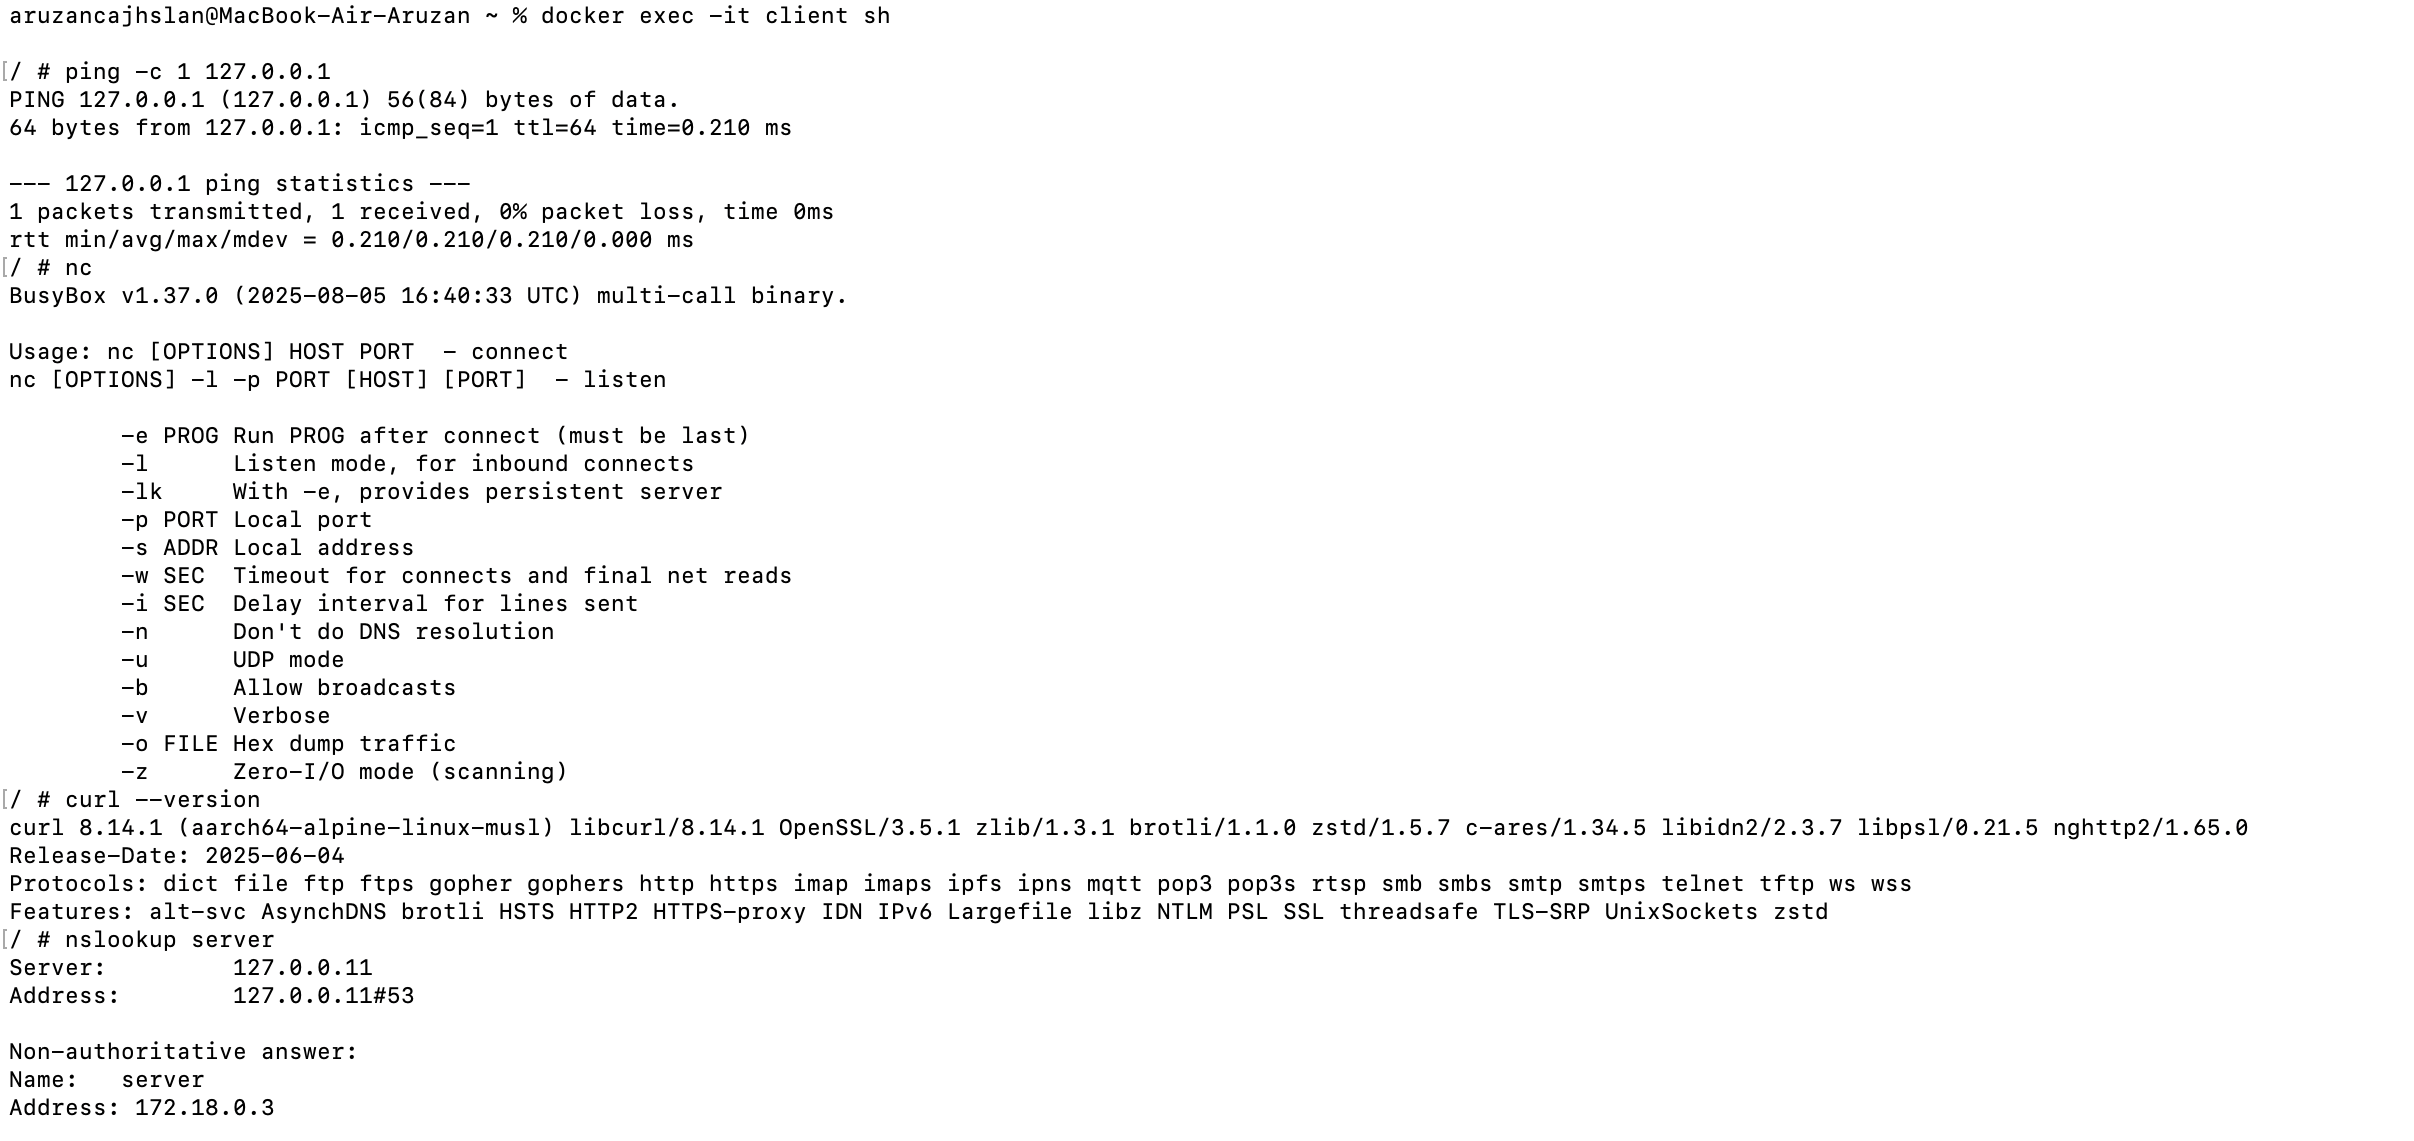 aruzancajhslan@MacBook-Air-Aruzan ~ % docker exec -it client sh

[/ # ping -c 1 127.0.0.1
PING 127.0.0.1 (127.0.0.1) 56(84) bytes of data.
64 bytes from 127.0.0.1: icmp_seq=1 ttl=64 time=0.210 ms

--- 127.0.0.1 ping statistics ---
1 packets transmitted, 1 received, 0% packet loss, time 0ms
rtt min/avg/max/mdev = 0.210/0.210/0.210/0.000 ms
[/ # nc
BusyBox v1.37.0 (2025-08-05 16:40:33 UTC) multi-call binary.

Usage: nc [OPTIONS] HOST PORT  - connect
nc [OPTIONS] -l -p PORT [HOST] [PORT]  - listen

        -e PROG Run PROG after connect (must be last)
        -l      Listen mode, for inbound connects
        -lk     With -e, provides persistent server
        -p PORT Local port
        -s ADDR Local address
        -w SEC  Timeout for connects and final net reads
        -i SEC  Delay interval for lines sent
        -n      Don't do DNS resolution
        -u      UDP mode
        -b      Allow broadcasts
        -v      Verbose
        -o FILE Hex dump traffic
        -z      Zero-I/O mode (scanning)
[/ # curl --version
curl 8.14.1 (aarch64-alpine-linux-musl) libcurl/8.14.1 OpenSSL/3.5.1 zlib/1.3.1 brotli/1.1.0 zstd/1.5.7 c-ares/1.34.5 libidn2/2.3.7 libpsl/0.21.5 nghttp2/1.65.0
Release-Date: 2025-06-04
Protocols: dict file ftp ftps gopher gophers http https imap imaps ipfs ipns mqtt pop3 pop3s rtsp smb smbs smtp smtps telnet tftp ws wss
Features: alt-svc AsynchDNS brotli HSTS HTTP2 HTTPS-proxy IDN IPv6 Largefile libz NTLM PSL SSL threadsafe TLS-SRP UnixSockets zstd
[/ # nslookup server
Server:         127.0.0.11
Address:        127.0.0.11#53

Non-authoritative answer:
Name:   server
Address: 172.18.0.3